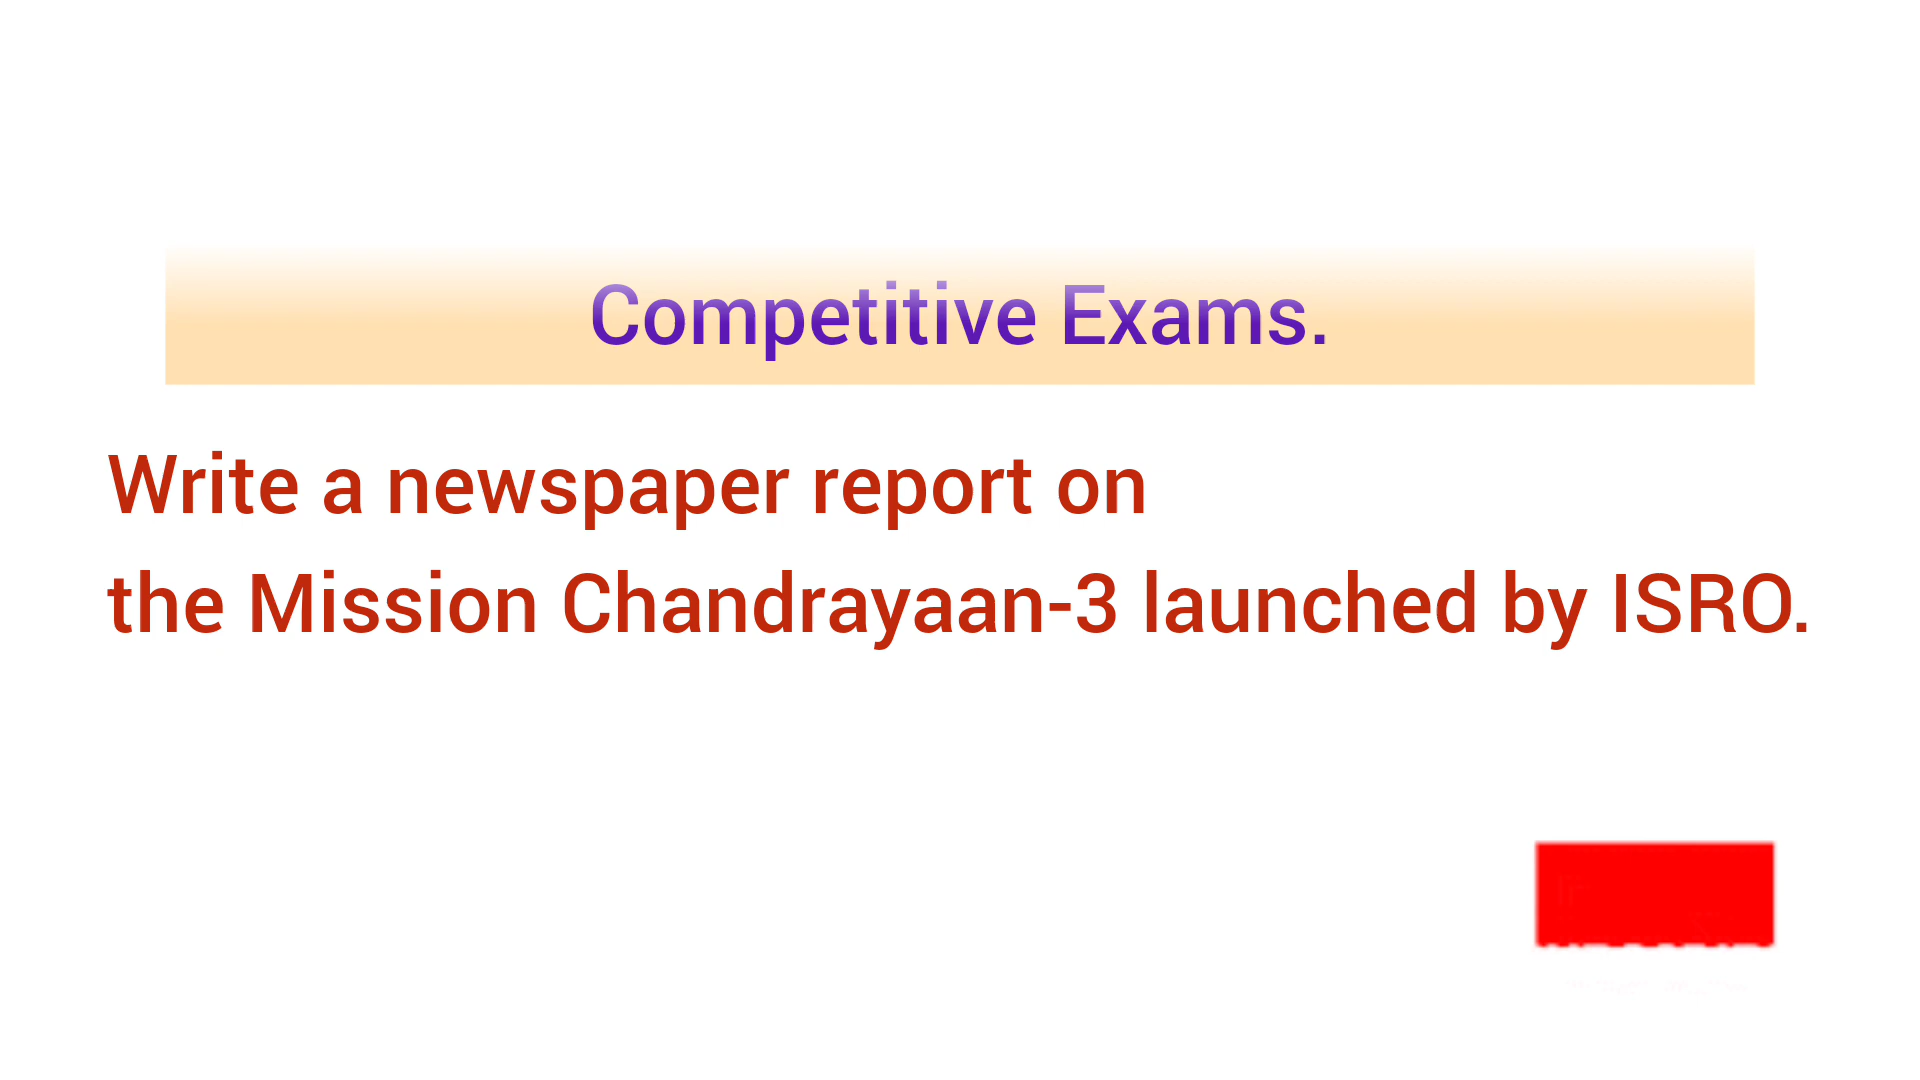 Competitive Exams.
Write a newspaper report on
the Mission Chandrayaan-3 launched by ISRO.